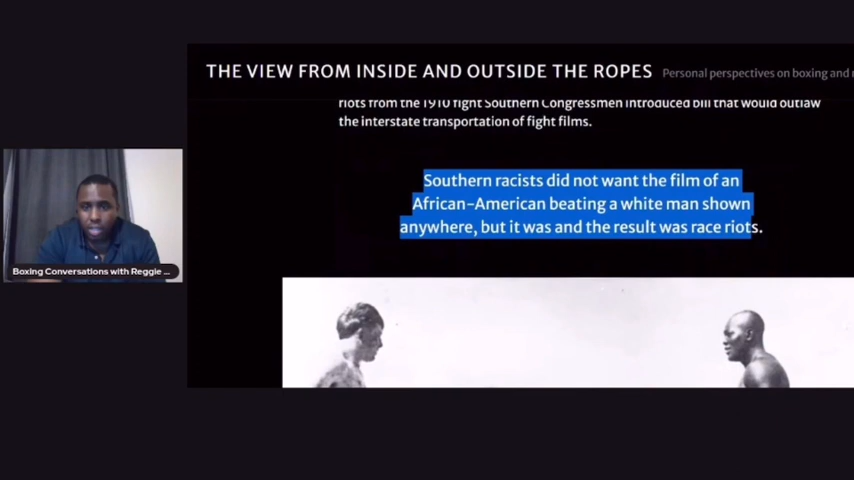 THE VIEW FROM INSIDE AND OUTSIDE THE ROPES Personal perspectives on boxing and
riots from the 1910 fight Southern Congressmen introduced bill that would outlaw
the interstate transportation of fight films.
Southern racists did not want the film of an
African-American beating a white man shown
anywhere, but it was and the result was race riots.
Boxing Conversations with Reggie ...